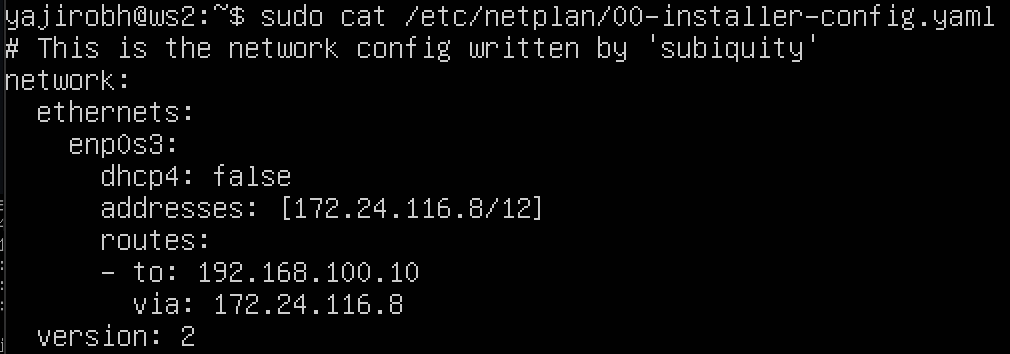 yajirobh@ws2:~$ sudo cat /etc/netplan/00-installer-config.yaml
# This is the network config written by 'subiquity'
network:
  ethernets:
    enp0s3:
      dhcp4: false
      addresses: [172.24.116.8/12]
      routes:
      - to: 192.168.100.10
        via: 172.24.116.8
  version: 2